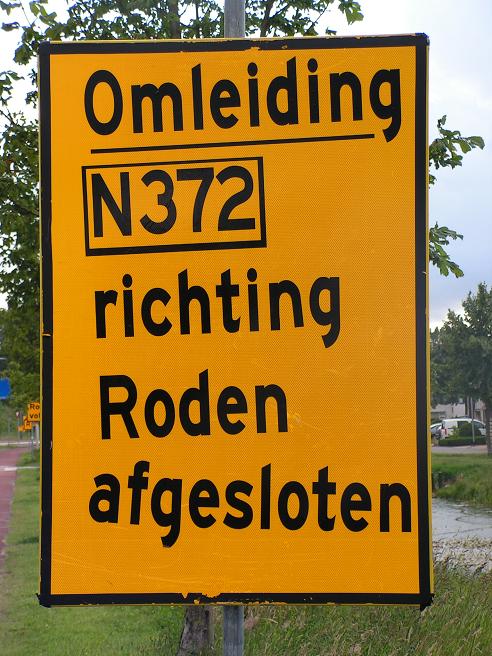 Omleiding
N372
richting
Roden
afgesloten